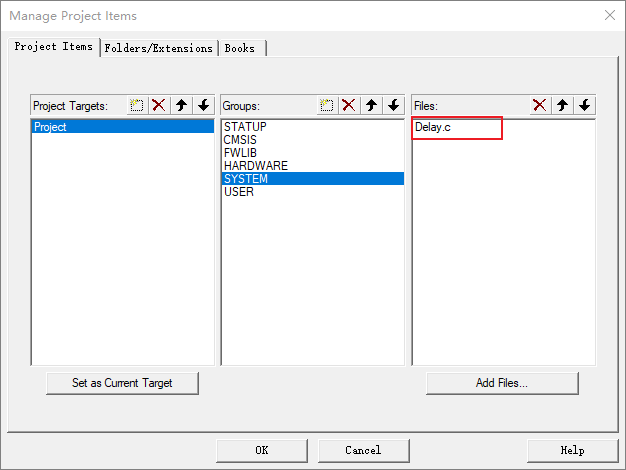 Manage Project Items
Project Items
Folders/Extensions
Books
Project Targets:
Project
Set as Current Target
Groups:
STATUP
CMSIS
FWLIB
HARDWARE
SYSTEM
USER
Files:
Delay.c
Add Files...
OK
Cancel
Help